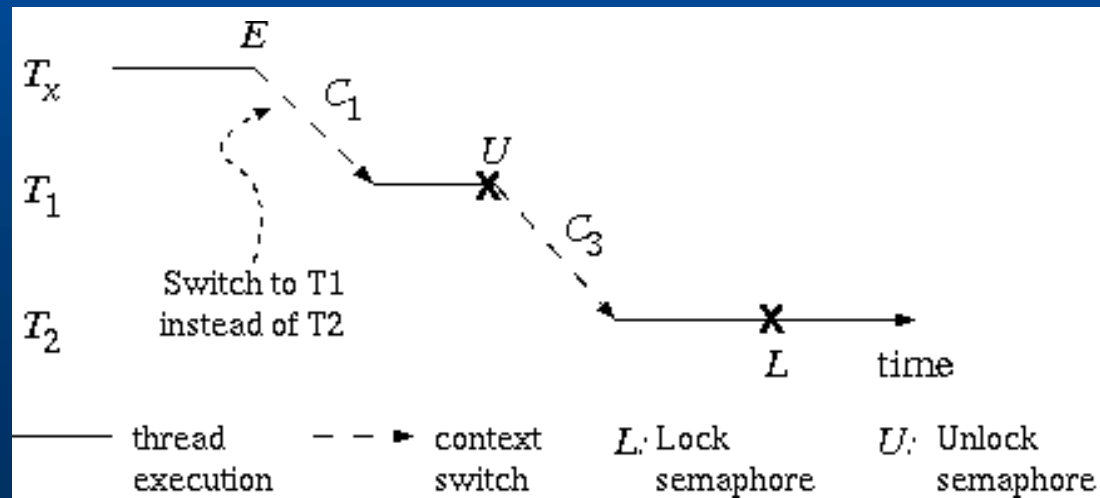 E
Tx
C1
U
T1
C3
Switch to T1
instead of T2
T2
L
time
thread
execution
context
switch
L: Lock
semaphore
U: Unlock
semaphore